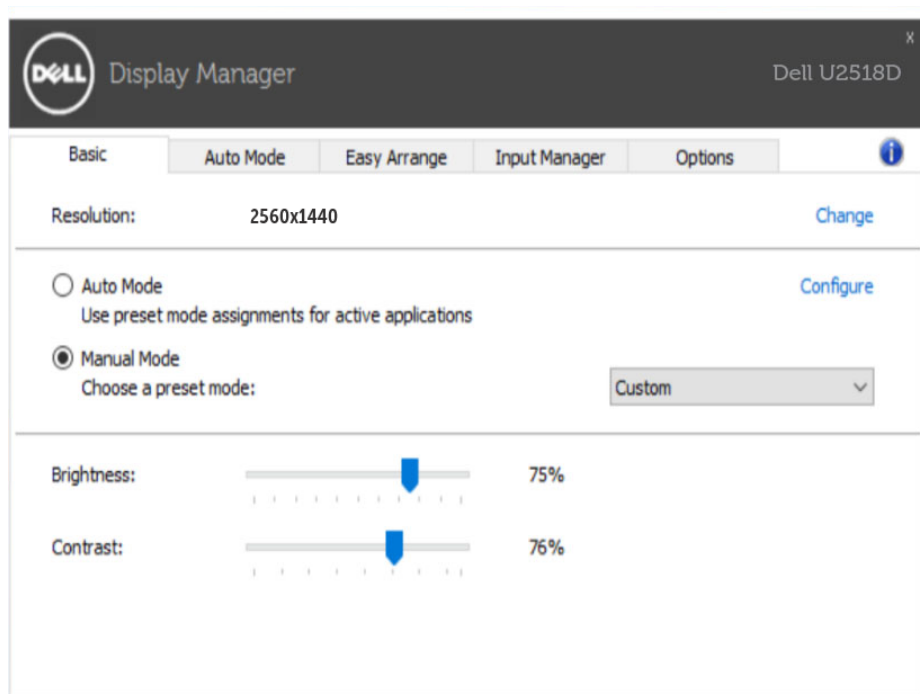 x
DELL Display Manager Dell U2518D
Basic Auto Mode Easy Arrange Input Manager Options i
Resolution: 2560x1440 Change
Auto Mode Configure
Use preset mode assignments for active applications
Manual Mode
Choose a preset mode: Custom
Brightness: 75%
Contrast: 76%